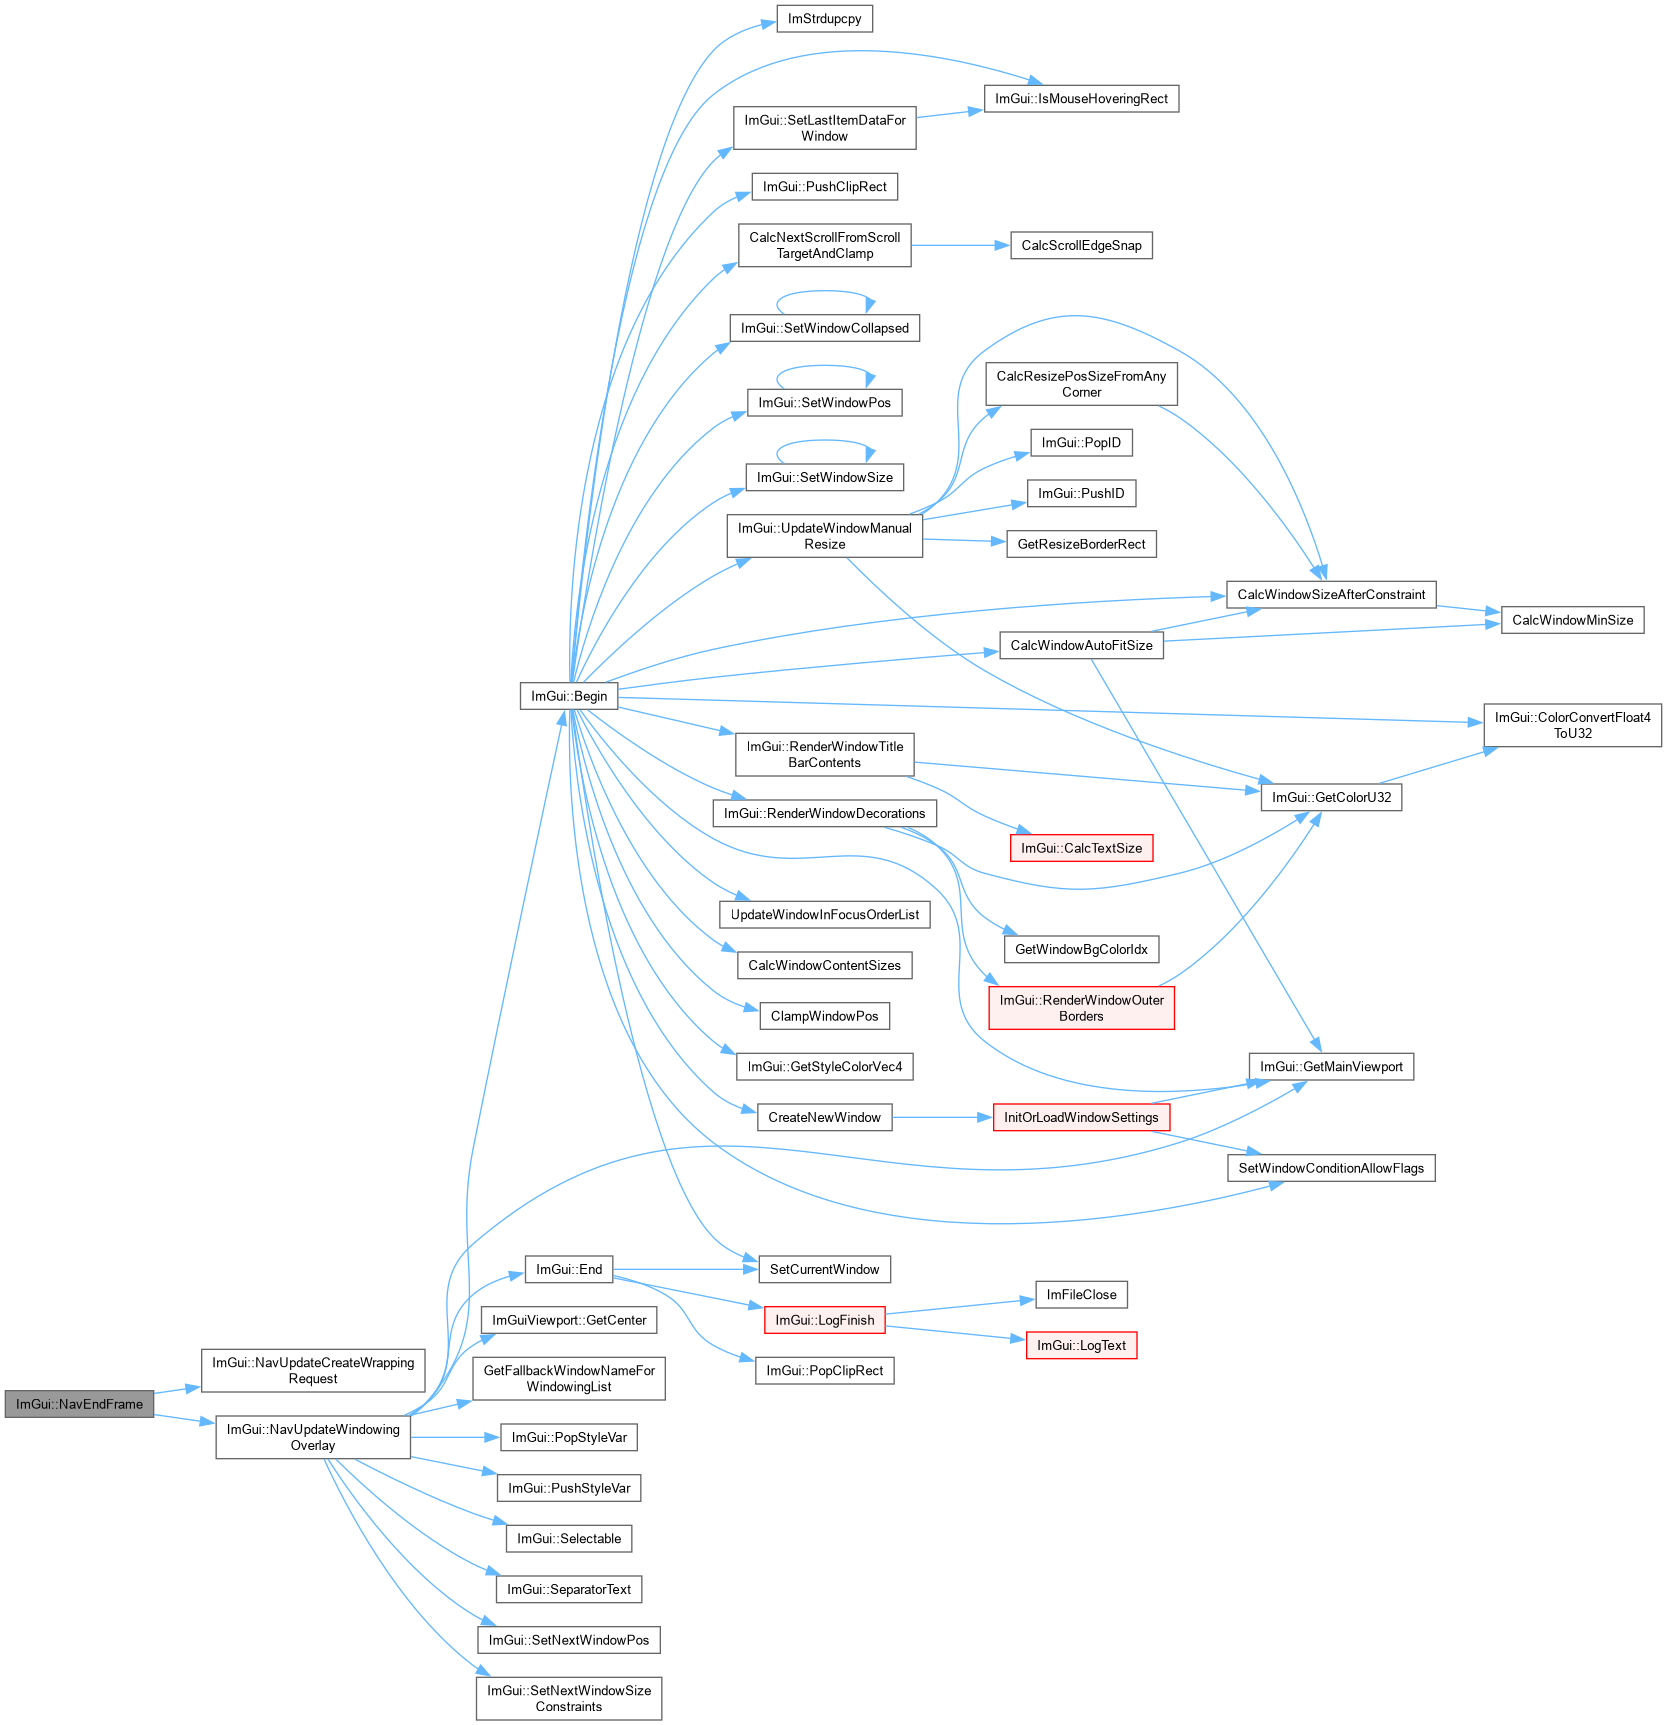 ImStrdupcpy
ImGui::IsMouseHoveringRect
ImGui::SetLastItemDataFor
Window
ImGui::PushClipRect
CalcNextScrollFromScroll
TargetAndClamp
CalcScrollEdgeSnap
ImGui::SetWindowCollapsed
CalcResizePosSizeFromAny
Corner
ImGui::SetWindowPos
ImGui::PopID
ImGui::SetWindowSize
ImGui::PushID
ImGui::UpdateWindowManual
Resize
GetResizeBorderRect
CalcWindowSizeAfterConstraint
CalcWindowMinSize
CalcWindowAutoFitSize
ImGui::Begin
ImGui::ColorConvertFloat4
ToU32
ImGui::RenderWindowTitle
BarContents
ImGui::GetColorU32
ImGui::RenderWindowDecorations
ImGui::CalcTextSize
UpdateWindowInFocusOrderList
GetWindowBgColorIdx
CalcWindowContentSizes
ImGui::RenderWindowOuter
Borders
ClampWindowPos
ImGui::GetStyleColorVec4
ImGui::GetMainViewport
CreateNewWindow
InitOrLoadWindowSettings
SetWindowConditionAllowFlags
ImGui::End
SetCurrentWindow
ImFileClose
ImGuiViewport::GetCenter
ImGui::LogFinish
ImGui::LogText
ImGui::NavUpdateCreateWrapping
Request
GetFallbackWindowNameFor
WindowingList
ImGui::PopClipRect
ImGui::NavEndFrame
ImGui::NavUpdateWindowing
Overlay
ImGui::PopStyleVar
ImGui::PushStyleVar
ImGui::Selectable
ImGui::SeparatorText
ImGui::SetNextWindowPos
ImGui::SetNextWindowSize
Constraints